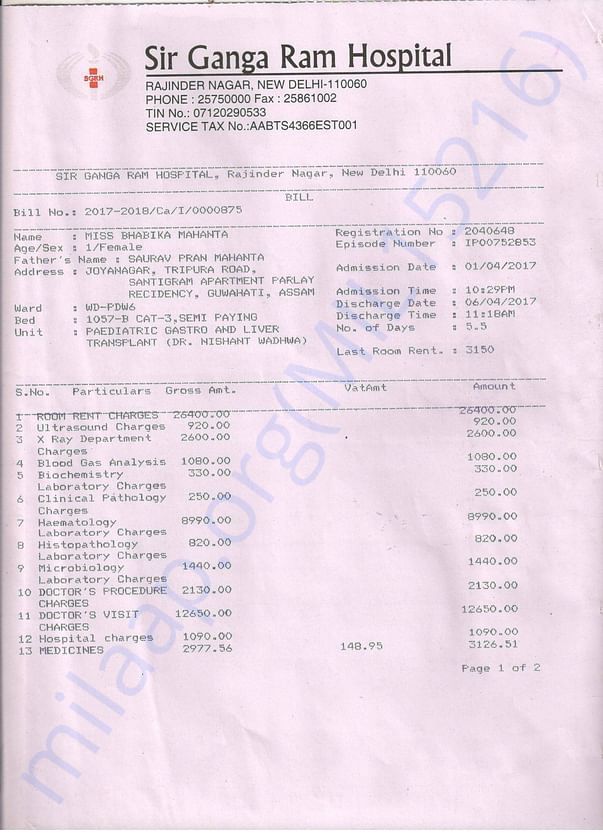 SGRH
Sir Ganga Ram Hospital
RAJINDER NAGAR, NEW DELHI-110060
PHONE : 25750000 Fax : 25861002
TIN No.: 07120290533
SERVICE TAX No.:AABTS4366EST001
SIR GANGA RAM HOSPITAL, Rajinder Nagar, New Delhi 110060
BILL
Bill No.: 2017-2018/Ca/I/0000875
Name : MISS BHABIKA MAHANTA Registration No : 2040648
Age/Sex : 1/Female Episode Number : IP00752853
Father's Name : SAURAV PRAN MAHANTA
Address : JOYANAGAR, TRIPURA ROAD, Admission Date : 01/04/2017
SANTIGRAM APARTMENT PARLAY
RECIDENCY, GUWAHATI, ASSAM Admission Time : 10:29PM
Ward : WD-PDW6 Discharge Date : 06/04/2017
Bed : 1057-B CAT-3,SEMI PAYING Discharge Time : 11:18AM
Unit : PAEDIATRIC GASTRO AND LIVER No. of Days : 5.5
TRANSPLANT (DR. NISHANT WADHWA)
Last Room Rent. : 3150
S.No. Particulars Gross Amt. VatAmt Amount
1 ROOM RENT CHARGES 26400.00 26400.00
2 Ultrasound Charges 920.00 920.00
3 X Ray Department 2600.00 2600.00
Charges
4 Blood Gas Analysis 1080.00 1080.00
5 Biochemistry 330.00 330.00
Laboratory Charges
6 Clinical Pathology 250.00 250.00
Charges
7 Haematology 8990.00 8990.00
Laboratory Charges
8 Histopathology 820.00 820.00
Laboratory Charges
9 Microbiology 1440.00 1440.00
Laboratory Charges
10 DOCTOR'S PROCEDURE 2130.00 2130.00
CHARGES
11 DOCTOR'S VISIT 12650.00 12650.00
CHARGES
12 Hospital charges 1090.00 1090.00
13 MEDICINES 2977.56 148.95 3126.51
Page 1 of 2